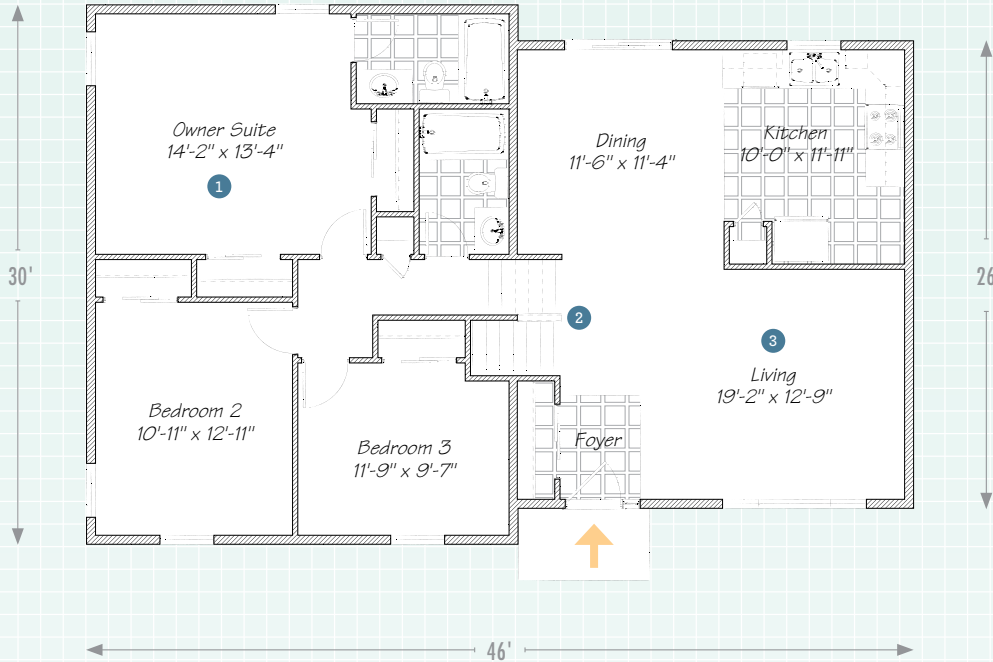 Owner Suite
14'-2" x 13'-4"
1
Dining
11'-6" x 11'-4"
Kitchen
10'-0" x 11'-11"
30'
26
2
3
Living
19'-2" x 12'-9"
Bedroom 2
10'-11" x 12'-11"
Bedroom 3
11'-9" x 9'-7"
Foyer
46'